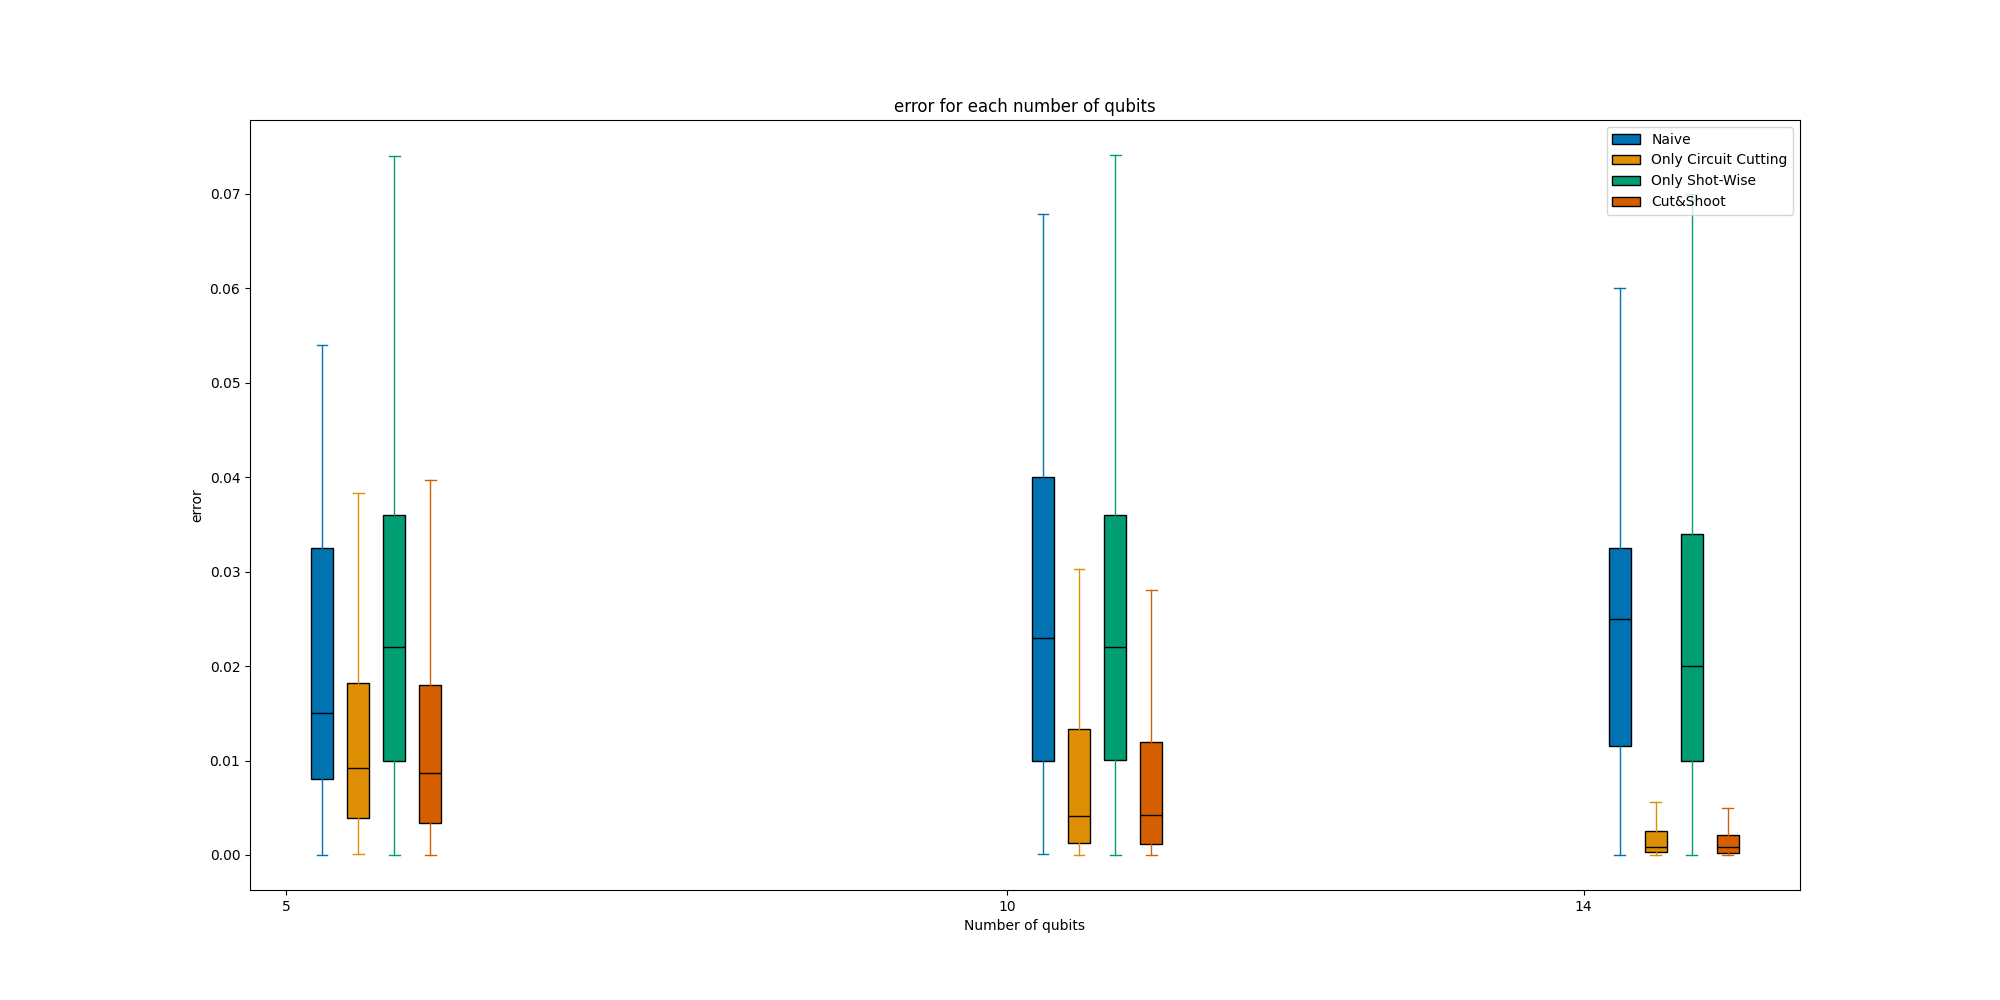 error for each number of qubits
Naive
Only Circuit Cutting
Only Shot-Wise
Cut&Shoot
0.07
0.06
0.05
0.04
0.03
0.02
0.01
0.00
error
5
10
14
Number of qubits